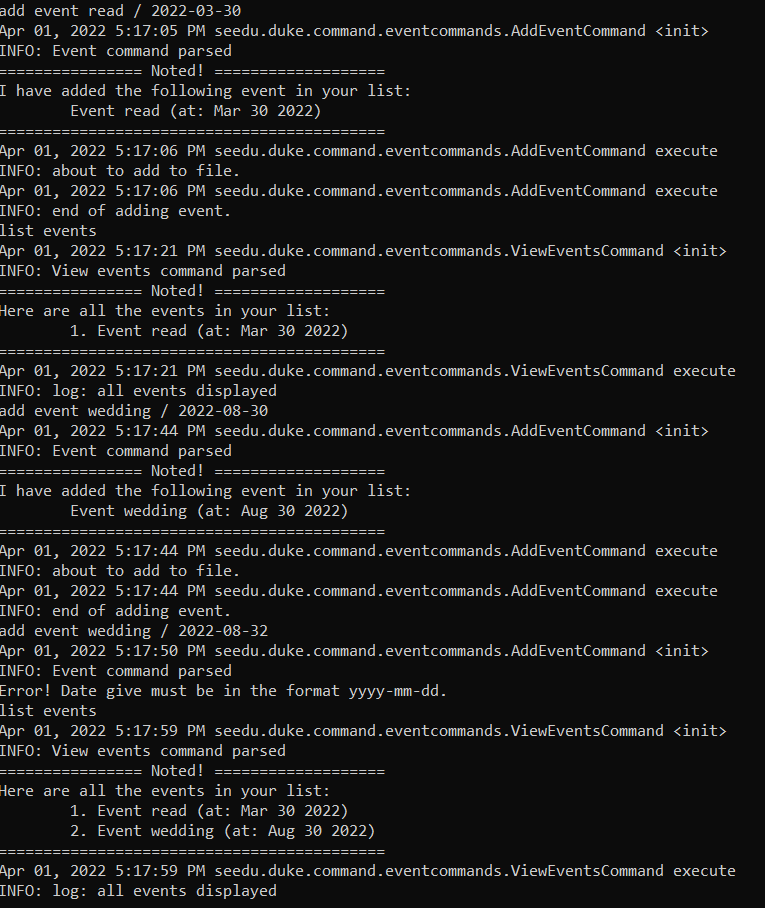 add event read / 2022-03-30
Apr 01, 2022 5:17:05 PM seedu.duke.command.eventcommands.AddEventCommand <init>
INFO: Event command parsed
================ Noted! ===================
I have added the following event in your list:
        Event read (at: Mar 30 2022)
===========================================
Apr 01, 2022 5:17:06 PM seedu.duke.command.eventcommands.AddEventCommand execute
INFO: about to add to file.
Apr 01, 2022 5:17:06 PM seedu.duke.command.eventcommands.AddEventCommand execute
INFO: end of adding event.
list events
Apr 01, 2022 5:17:21 PM seedu.duke.command.eventcommands.ViewEventsCommand <init>
INFO: View events command parsed
================ Noted! ===================
Here are all the events in your list:
        1. Event read (at: Mar 30 2022)
===========================================
Apr 01, 2022 5:17:21 PM seedu.duke.command.eventcommands.ViewEventsCommand execute
INFO: log: all events displayed
add event wedding / 2022-08-30
Apr 01, 2022 5:17:44 PM seedu.duke.command.eventcommands.AddEventCommand <init>
INFO: Event command parsed
================ Noted! ===================
I have added the following event in your list:
        Event wedding (at: Aug 30 2022)
===========================================
Apr 01, 2022 5:17:44 PM seedu.duke.command.eventcommands.AddEventCommand execute
INFO: about to add to file.
Apr 01, 2022 5:17:44 PM seedu.duke.command.eventcommands.AddEventCommand execute
INFO: end of adding event.
add event wedding / 2022-08-32
Apr 01, 2022 5:17:50 PM seedu.duke.command.eventcommands.AddEventCommand <init>
INFO: Event command parsed
Error! Date give must be in the format yyyy-mm-dd.
list events
Apr 01, 2022 5:17:59 PM seedu.duke.command.eventcommands.ViewEventsCommand <init>
INFO: View events command parsed
================ Noted! ===================
Here are all the events in your list:
        1. Event read (at: Mar 30 2022)
        2. Event wedding (at: Aug 30 2022)
===========================================
Apr 01, 2022 5:17:59 PM seedu.duke.command.eventcommands.ViewEventsCommand execute
INFO: log: all events displayed